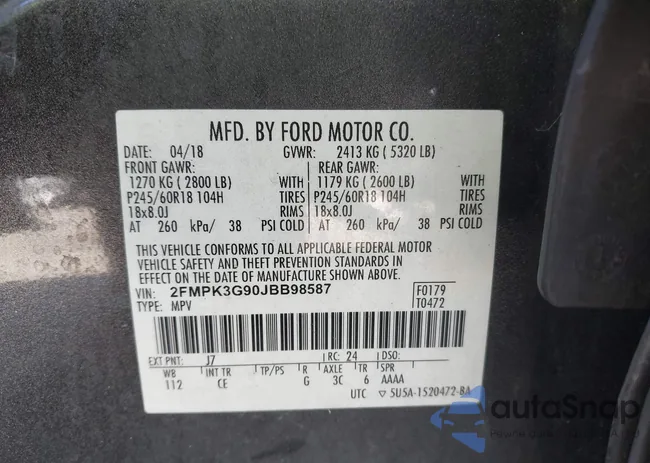 MFD. BY FORD MOTOR CO.
DATE: 04/18 GVWR: 2413 KG ( 5320 LB)
FRONT GAWR: REAR GAWR:
1270 KG ( 2800 LB) WITH 1179 KG ( 2600 LB) WITH
P245/60R18 104H TIRES P245/60R18 104H TIRES
18x8.0J RIMS 18x8.0J RIMS
AT 260 kPa/ 38 PSI COLD AT 260 kPa/ 38 PSI COLD
THIS VEHICLE CONFORMS TO ALL APPLICABLE FEDERAL MOTOR
VEHICLE SAFETY AND THEFT PREVENTION STANDARDS IN
EFFECT ON THE DATE OF MANUFACTURE SHOWN ABOVE.
VIN: 2FMPK3G90JBB98587 F0179
TYPE: MPV T0472
EXT PNT: J7 RC: 24 DSO:
WB INT TR TP/PS R AXLE TR SPR
112 CE G 3C 6 AAAA
UTC ▽ 5U5A-1520472-BA
autoSnap